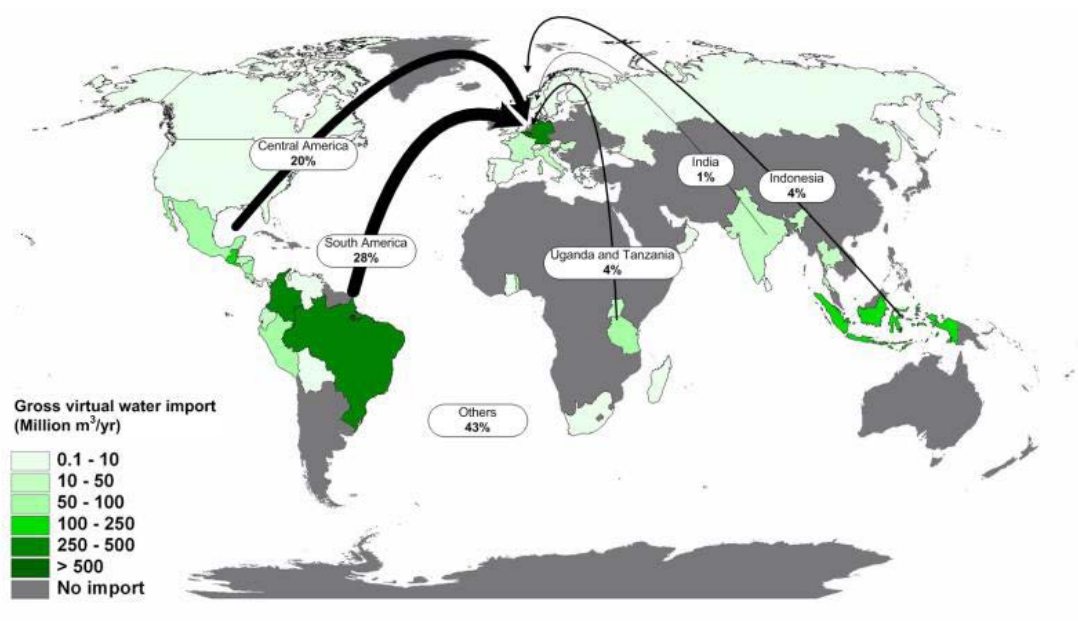 Central America
20%
India
1%
Indonesia
4%
South America
28%
Uganda and Tanzania
4%
Others
43%
Gross virtual water import
(Million m³/yr)
0.1 - 10
10 - 50
50 - 100
100 - 250
250 - 500
> 500
No import